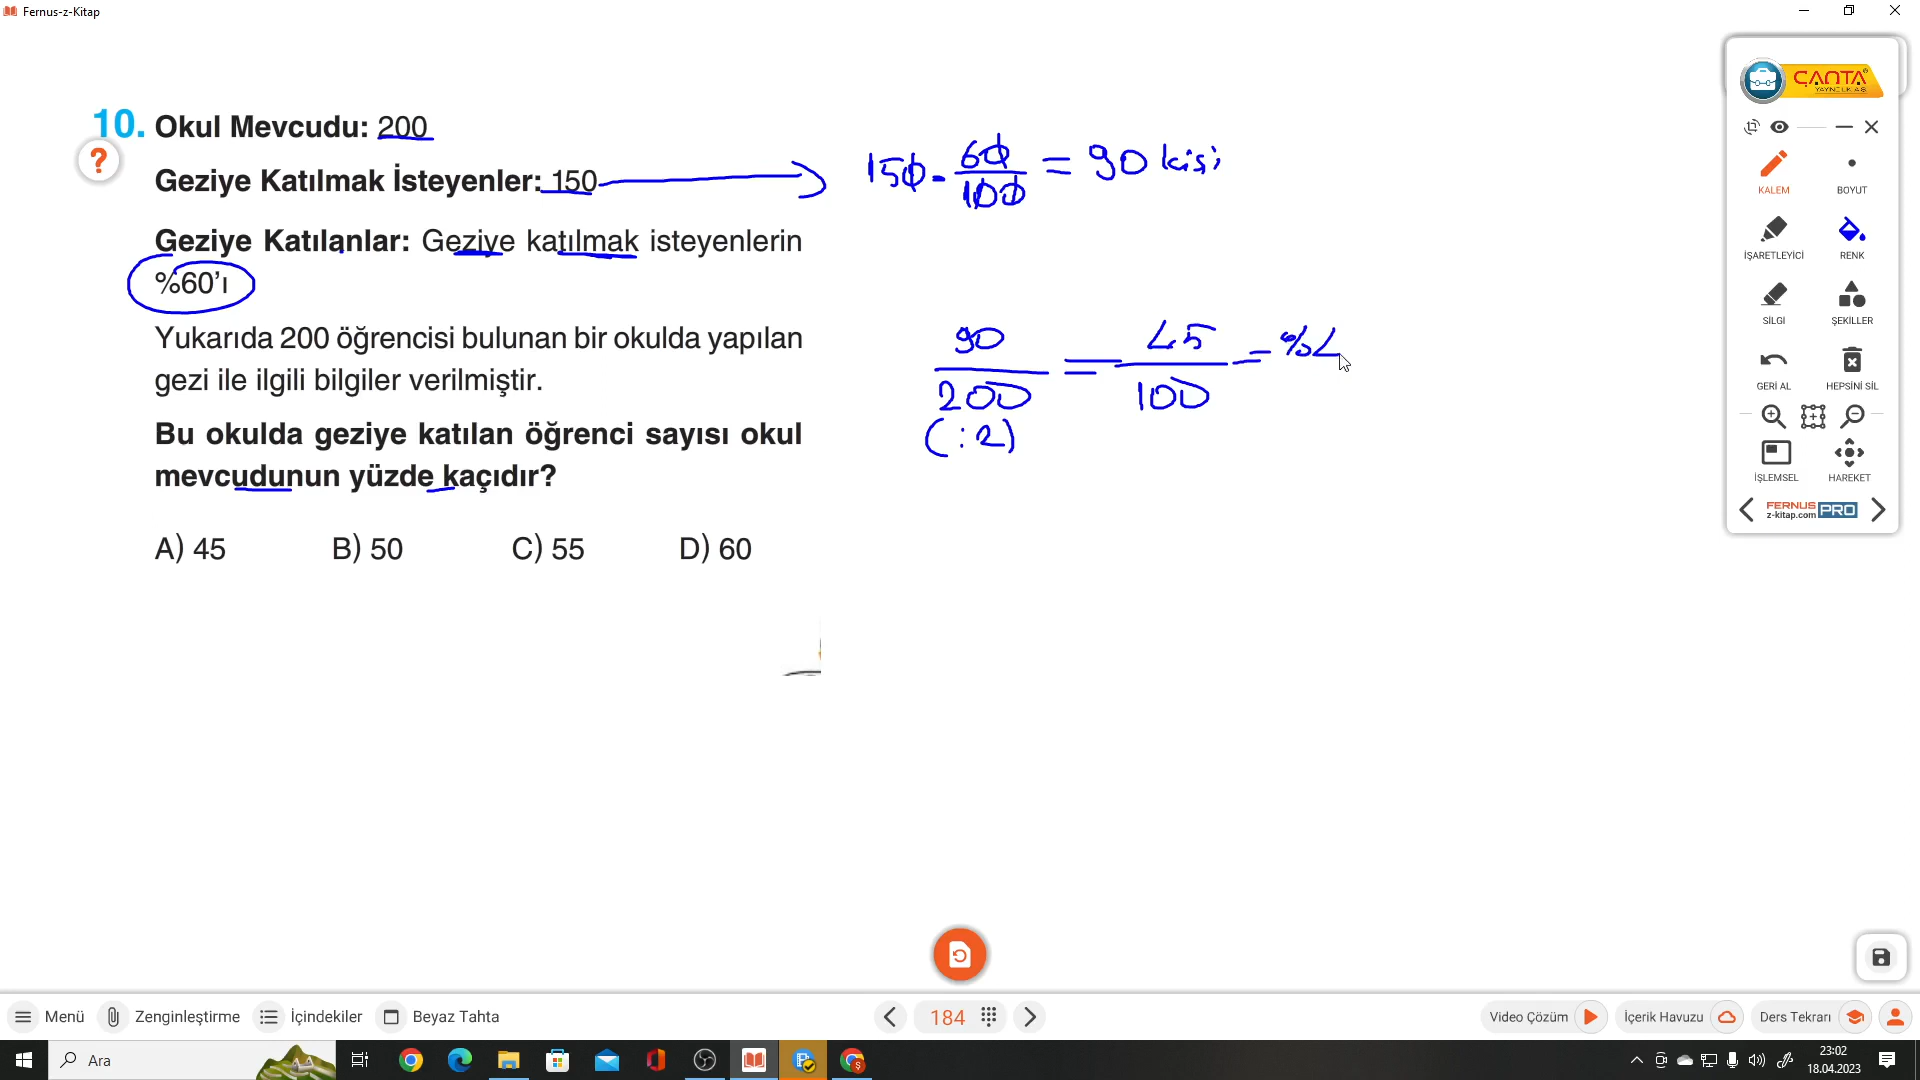 Fernus-z-Kitap
10. Okul Mevcudu: 200
?
Geziye Katılmak İsteyenler: 150
Geziye Katılanlar: Geziye katılmak isteyenlerin
%60'ı
Yukarıda 200 öğrencisi bulunan bir okulda yapılan
gezi ile ilgili bilgiler verilmiştir.
Bu okulda geziye katılan öğrenci sayısı okul
mevcudunun yüzde kaçıdır?
A) 45 B) 50 C) 55 D) 60
150 . 60/100 = 90 kişi
90/200 = 45/100 = %4
(:2)
ÇANTA
YAYINCILIK A.Ş.
KALEM BOYUT
İŞARETLEYİCİ RENK
SİLGİ ŞEKİLLER
GERİ AL HEPSİNİ SİL
İŞLEMSEL HAREKET
FERNUS
z-kitap.com PRO
Menü Zenginleştirme İçindekiler Beyaz Tahta 184 Video Çözüm İçerik Havuzu Ders Tekrarı
Ara 23:02
18.04.2023